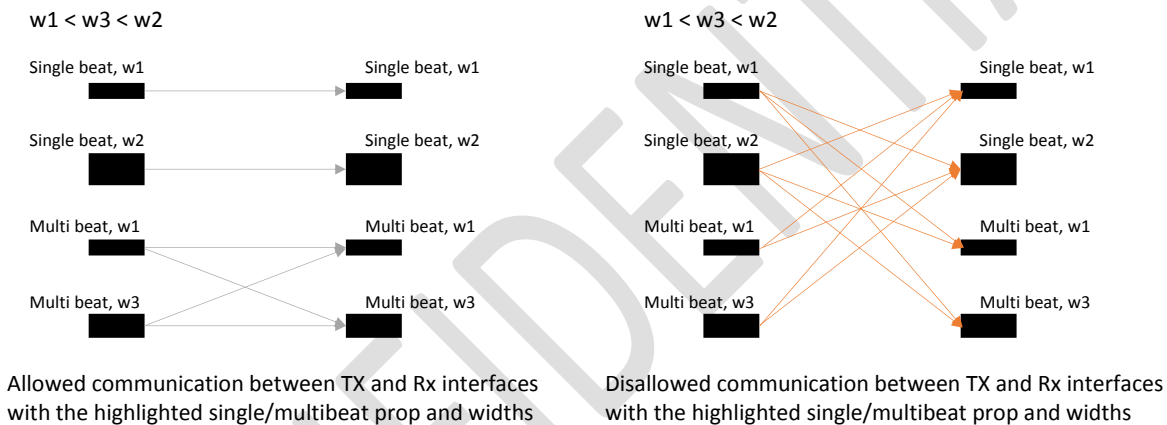 w1 < w3 < w2
Single beat, w1
Single beat, w1
Single beat, w2
Single beat, w2
Multi beat, w1
Multi beat, w1
Multi beat, w3
Multi beat, w3
Allowed communication between TX and Rx interfaces
with the highlighted single/multibeat prop and widths
w1 < w3 < w2
Single beat, w1
Single beat, w1
Single beat, w2
Single beat, w2
Multi beat, w1
Multi beat, w1
Multi beat, w3
Multi beat, w3
Disallowed communication between TX and Rx interfaces
with the highlighted single/multibeat prop and widths